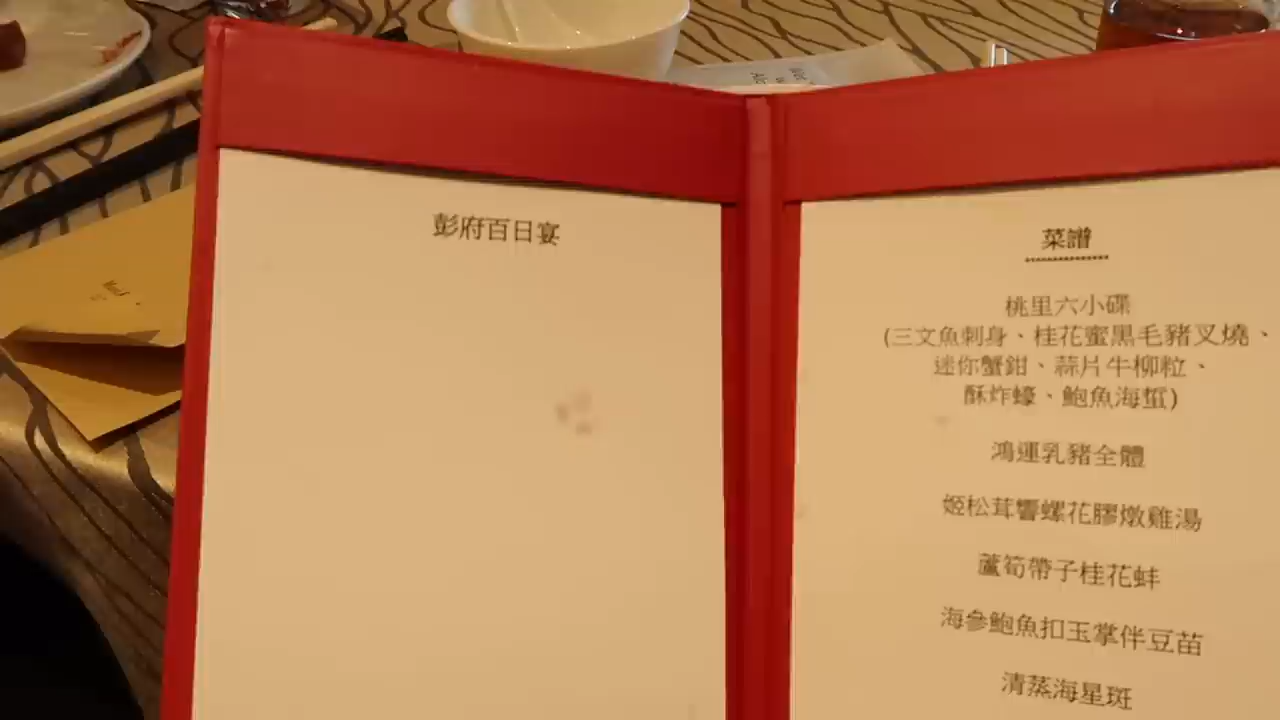 彭府百日宴
菜譜
桃里六小碟
(三文魚刺身、桂花蜜黑毛豬叉燒、
迷你蟹鉗、蒜片牛柳粒、
酥炸蠔、鮑魚海蜇)
鴻運乳豬全體
姬松茸響螺花膠燉雞湯
蘆筍帶子桂花蚌
海參鮑魚扣玉掌伴豆苗
清蒸海星斑